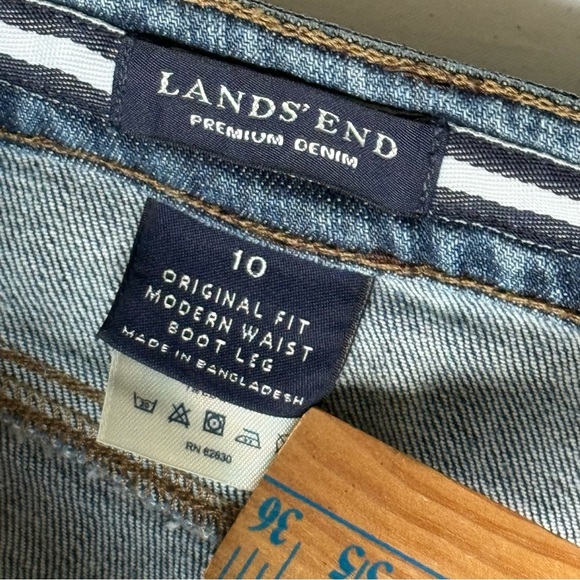 LANDS' END
PREMIUM DENIM
10
ORIGINAL FIT
MODERN WAIST
BOOT LEG
MADE IN BANGLADESH
RN 62830
36
35